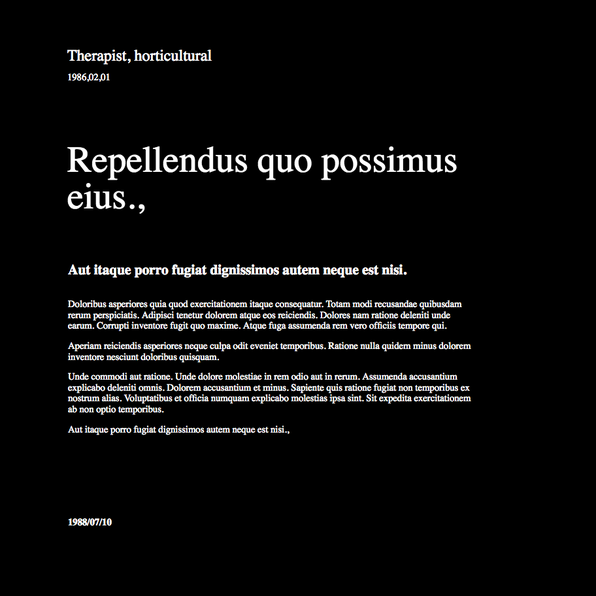 Therapist, horticultural
1986,02,01
Repellendus quo possimus
eius.,
Aut itaque porro fugiat dignissimos autem neque est nisi.
Doloribus asperiores quia quod exercitationem itaque consequatur. Totam modi recusandae quibusdam
rerum perspiciatis. Adipisci tenetur dolorem atque eos reiciendis. Dolores nam ratione deleniti unde
earum. Corrupti inventore fugit quo maxime. Atque fuga assumenda rem vero officiis tempore qui.
Aperiam reiciendis asperiores neque culpa odit eveniet temporibus. Ratione nulla quidem minus dolorem
inventore nesciunt doloribus quisquam.
Unde commodi aut ratione. Unde dolore molestiae in rem odio aut in rerum. Assumenda accusantium
explicabo deleniti omnis. Dolorem accusantium et minus. Sapiente quis ratione fugiat non temporibus ex
nostrum alias. Voluptatibus et officia numquam explicabo molestias ipsa sint. Sit expedita exercitationem
ab non optio temporibus.
Aut itaque porro fugiat dignissimos autem neque est nisi.,
1988/07/10